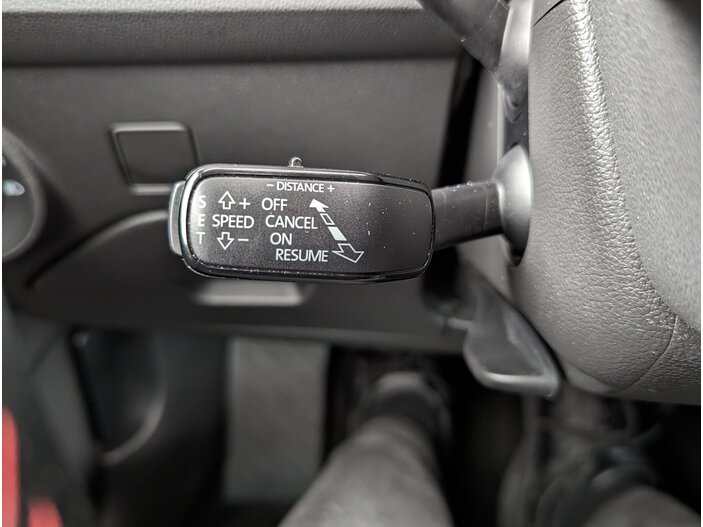 − DISTANCE +
S + OFF
E SPEED CANCEL
T − ON
RESUME